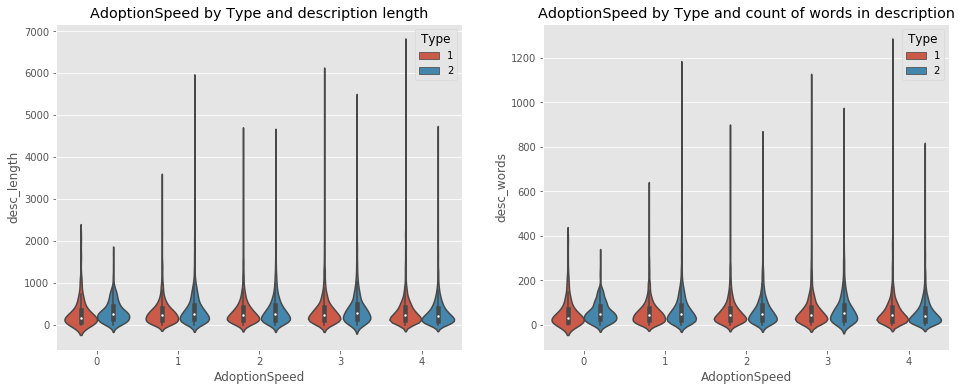 AdoptionSpeed by Type and description length
7000
6000
5000
4000
3000
2000
1000
0
desc_length
0 1 2 3 4
AdoptionSpeed
Type
1
2
AdoptionSpeed by Type and count of words in description
1200
1000
800
600
400
200
0
desc_words
0 1 2 3 4
AdoptionSpeed
Type
1
2